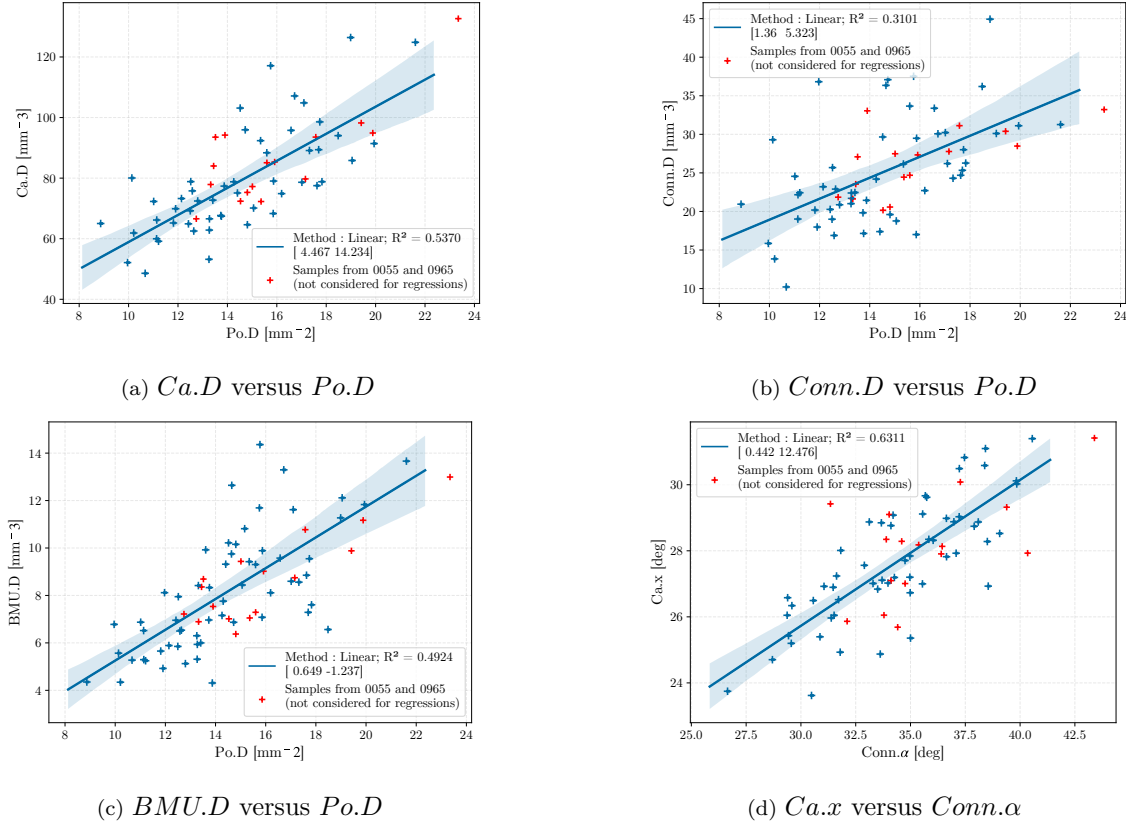 120
100
80
60
40
Ca.D [mm−3]
Method : Linear; R² = 0.5370
[ 4.467 14.234]
Samples from 0055 and 0965
(not considered for regressions)
8 10 12 14 16 18 20 22 24
Po.D [mm−2]
(a) Ca.D versus Po.D
45
40
35
30
25
20
15
10
Conn.D [mm−3]
Method : Linear; R² = 0.3101
[1.36 5.323]
Samples from 0055 and 0965
(not considered for regressions)
8 10 12 14 16 18 20 22 24
Po.D [mm−2]
(b) Conn.D versus Po.D
14
12
10
8
6
4
BMU.D [mm−3]
Method : Linear; R² = 0.4924
[ 0.649 -1.237]
Samples from 0055 and 0965
(not considered for regressions)
6 8 10 12 14 16 18 20 22 24
Po.D [mm−2]
(c) BMU.D versus Po.D
30
28
26
24
Ca.x [deg]
Method : Linear; R² = 0.6311
[ 0.442 12.476]
Samples from 0055 and 0965
(not considered for regressions)
25.0 27.5 30.0 32.5 35.0 37.5 40.0 42.5
Conn.α [deg]
(d) Ca.x versus Conn.α